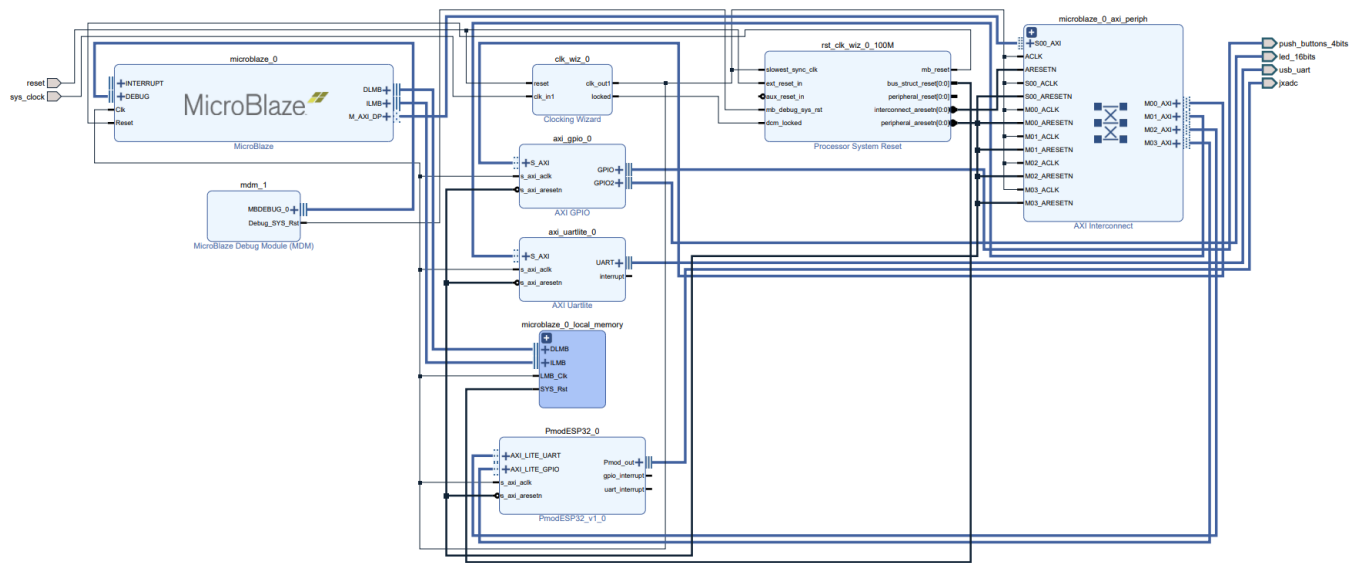 reset
sys_clock
microblaze_0
INTERRUPT
DEBUG
Clk
Reset
MicroBlaze
DLMB
ILMB
M_AXI_DP
MicroBlaze
mdm_1
MBDEBUG_0
Debug_SYS_Rst
MicroBlaze Debug Module (MDM)
clk_wiz_0
reset
clk_in1
clk_out1
locked
Clocking Wizard
axi_gpio_0
S_AXI
s_axi_aclk
s_axi_aresetn
GPIO
GPIO2
AXI GPIO
axi_uartlite_0
S_AXI
s_axi_aclk
s_axi_aresetn
UART
interrupt
AXI Uartlite
microblaze_0_local_memory
DLMB
ILMB
LMB_Clk
SYS_Rst
PmodESP32_0
AXI_LITE_UART
AXI_LITE_GPIO
s_axi_aclk
s_axi_aresetn
Pmod_out
gpio_interrupt
uart_interrupt
PmodESP32_v1_0
rst_clk_wiz_0_100M
slowest_sync_clk
ext_reset_in
aux_reset_in
mb_debug_sys_rst
dcm_locked
mb_reset
bus_struct_reset[0:0]
peripheral_reset[0:0]
interconnect_aresetn[0:0]
peripheral_aresetn[0:0]
Processor System Reset
microblaze_0_axi_periph
S00_AXI
ACLK
ARESETN
S00_ACLK
S00_ARESETN
M00_ACLK
M00_ARESETN
M01_ACLK
M01_ARESETN
M02_ACLK
M02_ARESETN
M03_ACLK
M03_ARESETN
M00_AXI
M01_AXI
M02_AXI
M03_AXI
AXI Interconnect
push_buttons_4bits
led_16bits
usb_uart
jxadc